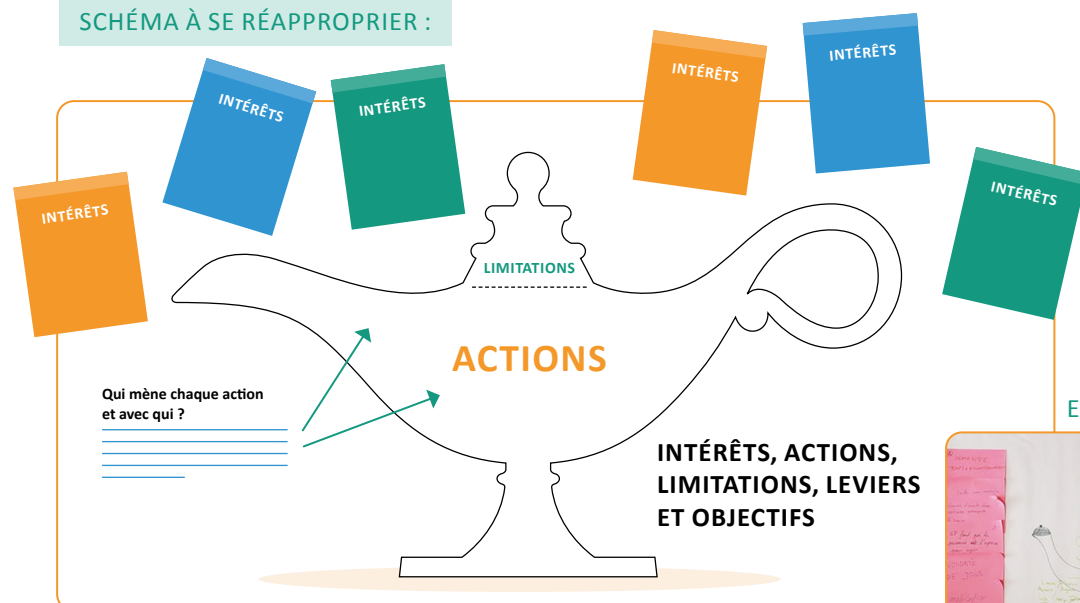 SCHÉMA À SE RÉAPPROPRIER :
INTÉRÊTS
INTÉRÊTS
INTÉRÊTS
INTÉRÊTS
INTÉRÊTS
INTÉRÊTS
LIMITATIONS
ACTIONS
Qui mène chaque action
et avec qui ?
INTÉRÊTS, ACTIONS,
LIMITATIONS, LEVIERS
ET OBJECTIFS
E